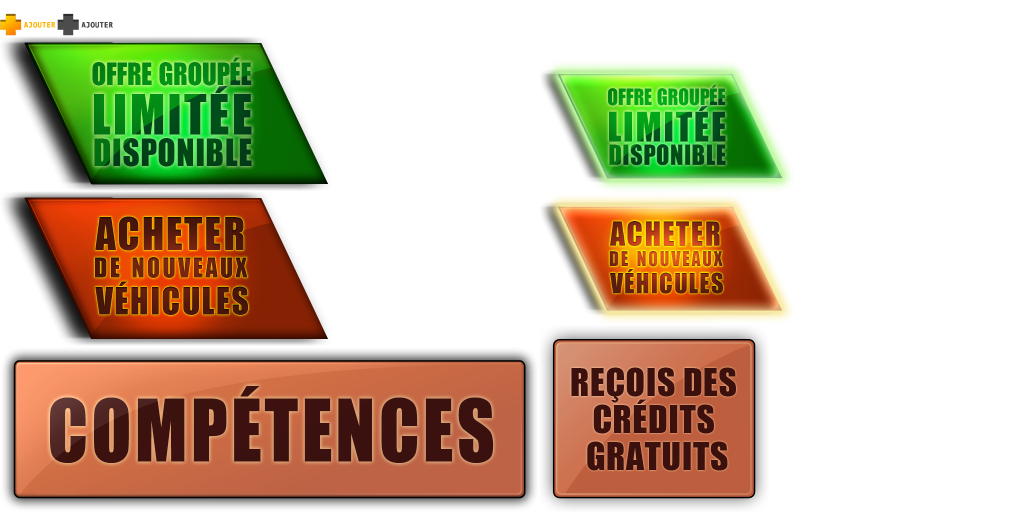 AJOUTER AJOUTER
OFFRE GROUPÉE
LIMITÉE
DISPONIBLE
OFFRE GROUPÉE
LIMITÉE
DISPONIBLE
ACHETER
DE NOUVEAUX
VÉHICULES
ACHETER
DE NOUVEAUX
VÉHICULES
COMPÉTENCES
REÇOIS DES
CRÉDITS
GRATUITS